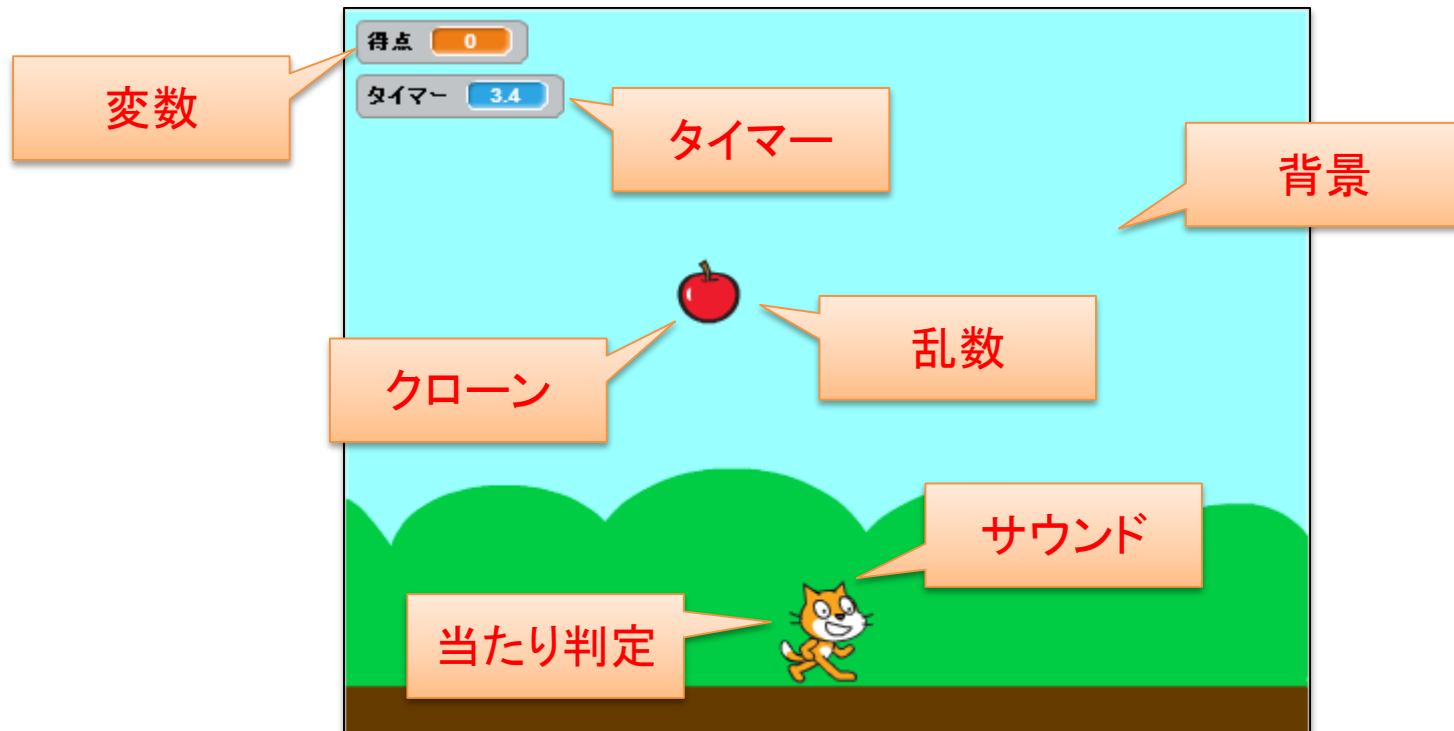 得点 0
変数
タイマー 3.4
タイマー
背景
乱数
クローン
サウンド
当たり判定